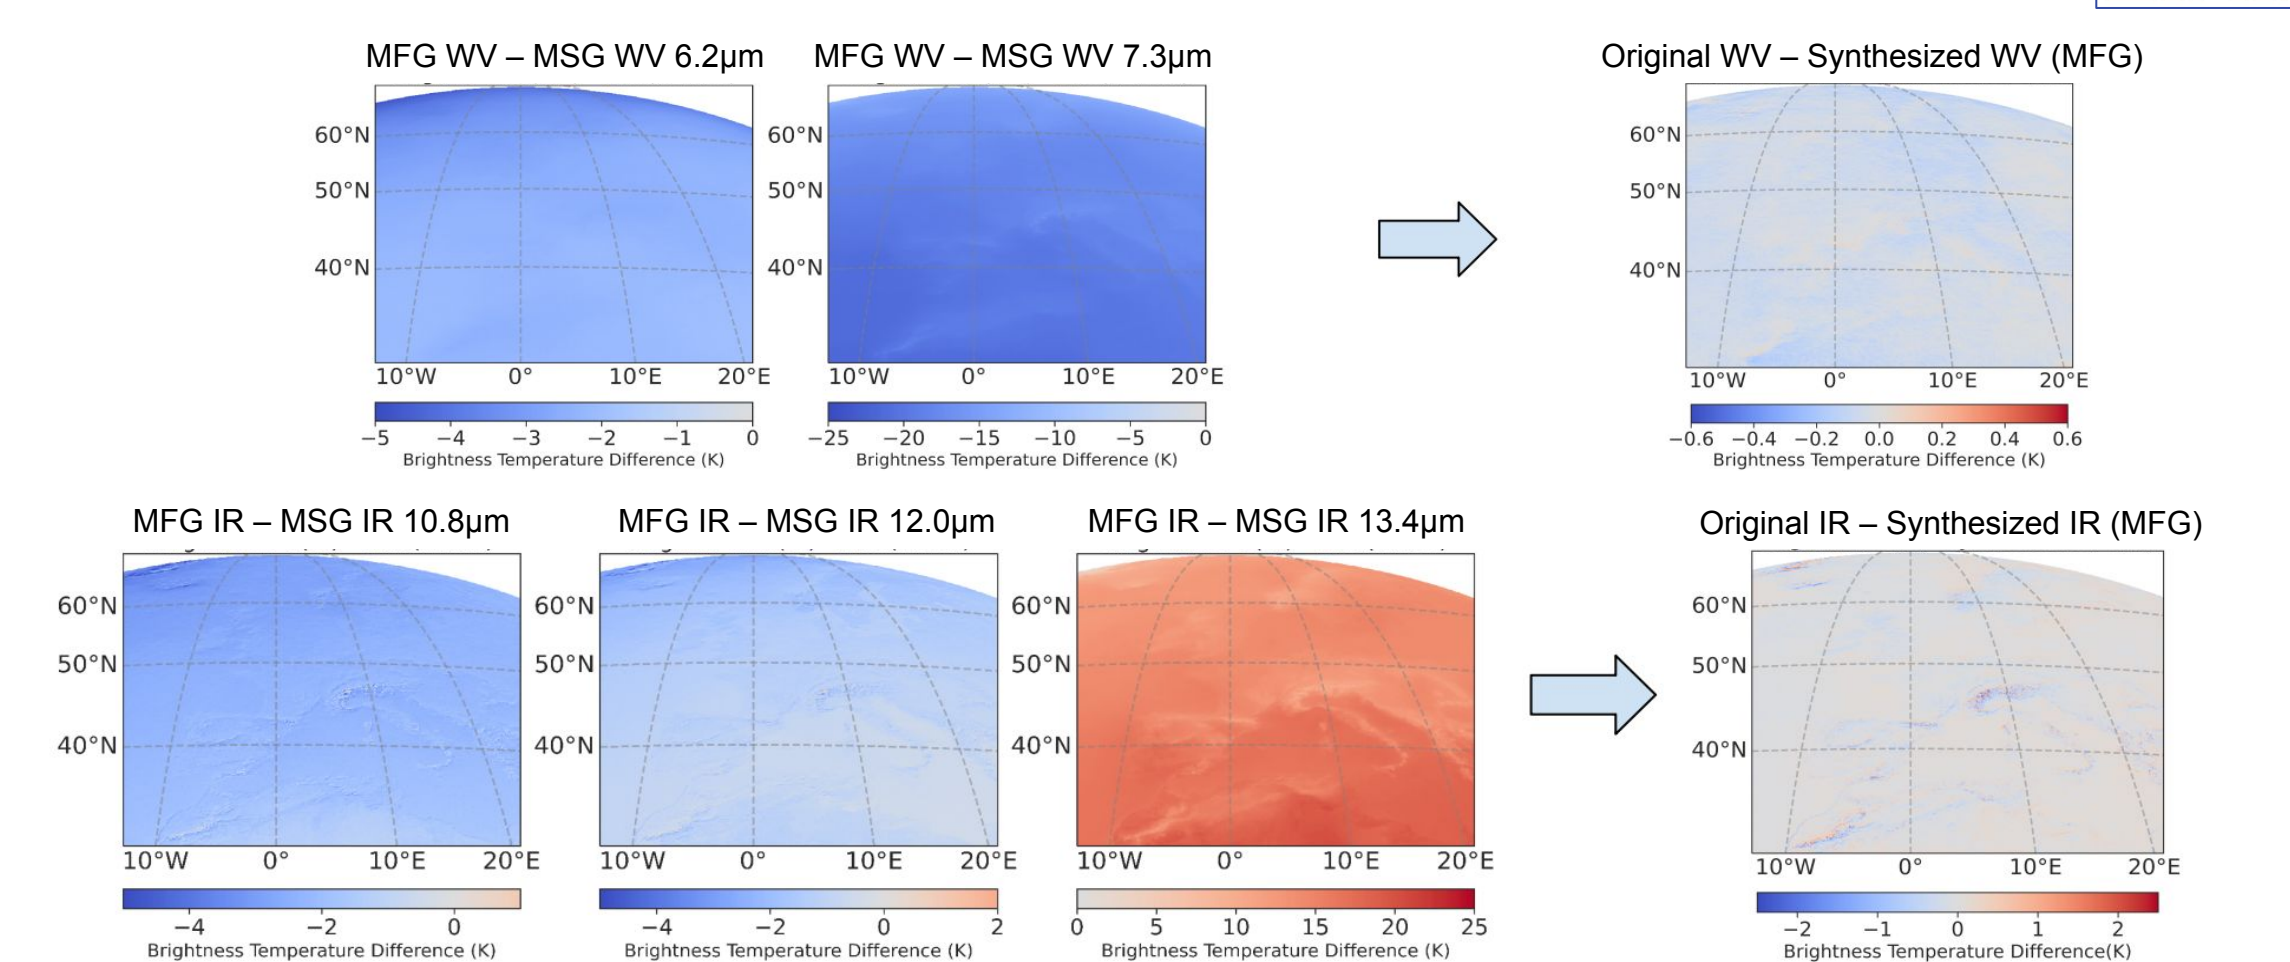 MFG WV – MSG WV 6.2µm
60°N
50°N
40°N
10°W 0° 10°E 20°E
−5 −4 −3 −2 −1 0
Brightness Temperature Difference (K)
MFG WV – MSG WV 7.3µm
60°N
50°N
40°N
10°W 0° 10°E 20°E
−25 −20 −15 −10 −5 0
Brightness Temperature Difference (K)
Original WV – Synthesized WV (MFG)
60°N
50°N
40°N
10°W 0° 10°E 20°E
−0.6 −0.4 −0.2 0.0 0.2 0.4 0.6
Brightness Temperature Difference (K)
MFG IR – MSG IR 10.8µm
60°N
50°N
40°N
10°W 0° 10°E 20°E
−4 −2 0
Brightness Temperature Difference (K)
MFG IR – MSG IR 12.0µm
60°N
50°N
40°N
10°W 0° 10°E 20°E
−4 −2 0 2
Brightness Temperature Difference (K)
MFG IR – MSG IR 13.4µm
60°N
50°N
40°N
10°W 0° 10°E 20°E
0 5 10 15 20 25
Brightness Temperature Difference (K)
Original IR – Synthesized IR (MFG)
60°N
50°N
40°N
10°W 0° 10°E 20°E
−2 −1 0 1 2
Brightness Temperature Difference(K)